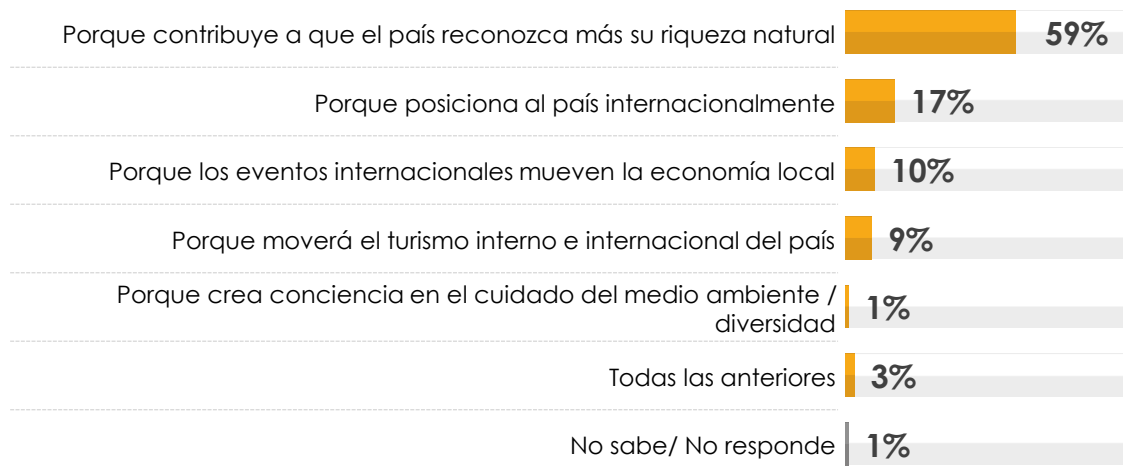 Porque contribuye a que el país reconozca más su riqueza natural 59%
Porque posiciona al país internacionalmente 17%
Porque los eventos internacionales mueven la economía local 10%
Porque moverá el turismo interno e internacional del país 9%
Porque crea conciencia en el cuidado del medio ambiente /
diversidad 1%
Todas las anteriores 3%
No sabe/ No responde 1%